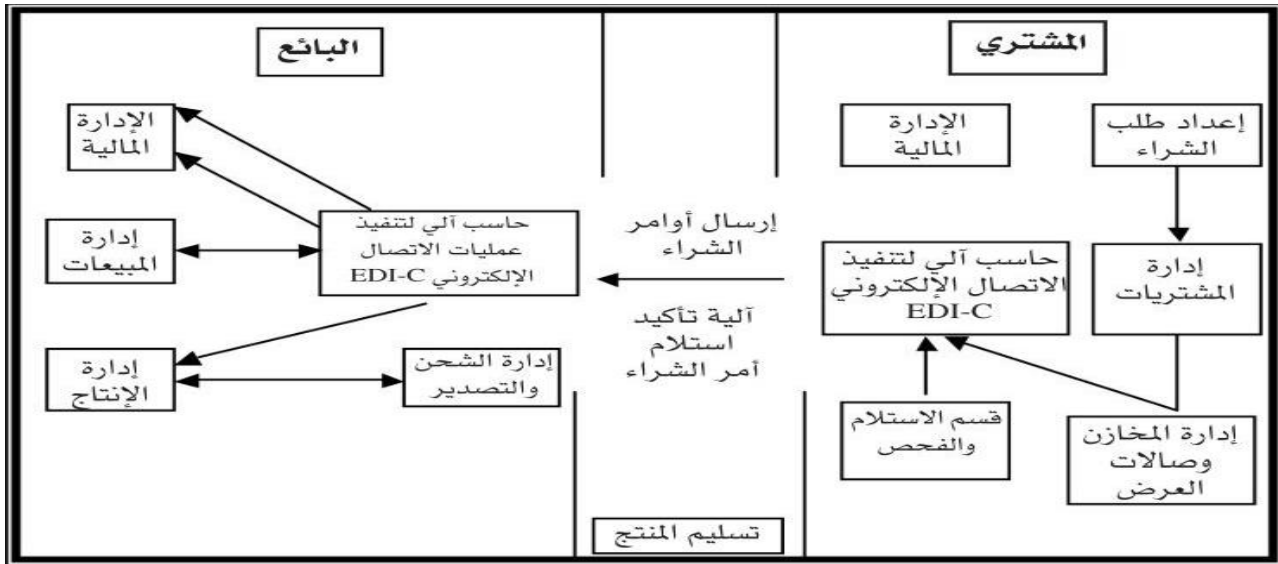 المشتري
البائع
إعداد طلب
الشراء
الإدارة
المالية
إدارة
المشتريات
حاسب آلي لتنفيذ
الاتصال الإلكتروني
EDI-C
إدارة المخازن
وصالات
العرض
قسم الاستلام
والفحص
إرسال أوامر
الشراء
آلية تأكيد
استلام
أمر الشراء
تسليم المنتج
حاسب آلي لتنفيذ
عمليات الاتصال
الإلكتروني EDI-C
الإدارة
المالية
إدارة
المبيعات
إدارة
الإنتاج
إدارة الشحن
والتصدير